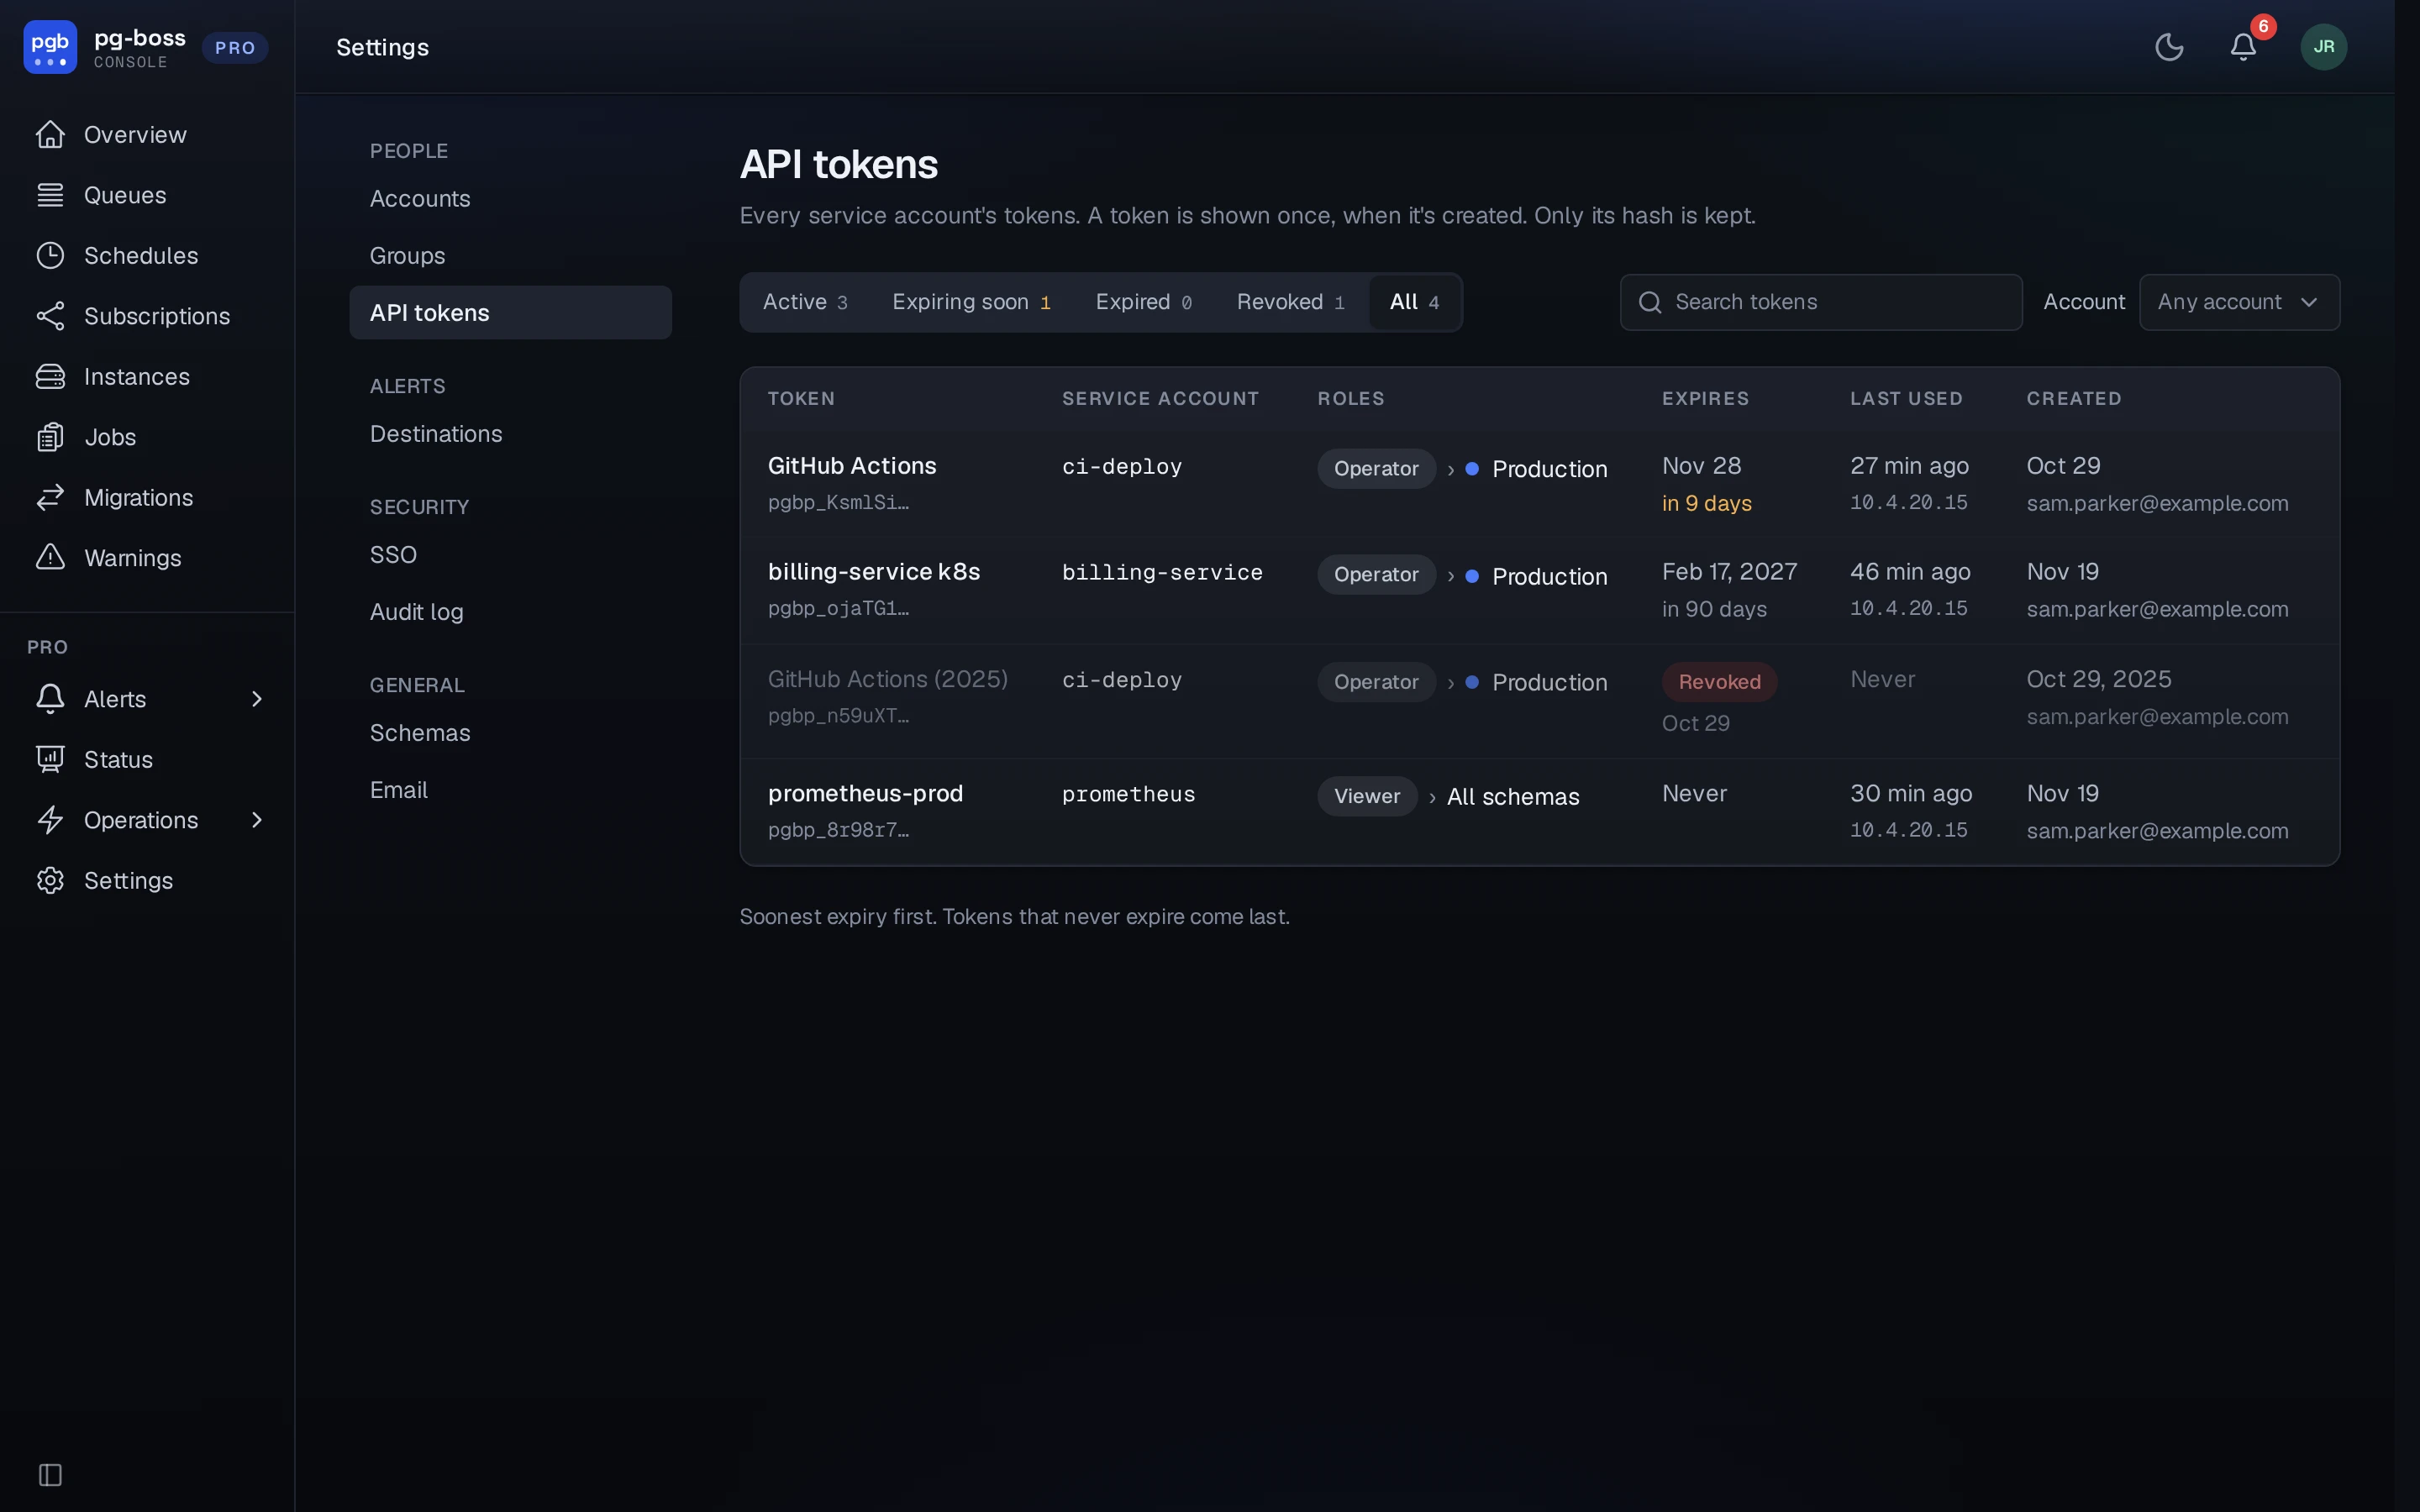 pgb
pg-boss
CONSOLE
PRO
Settings
6
JR
Overview
Queues
Schedules
Subscriptions
Instances
Jobs
Migrations
Warnings
PRO
Alerts
Status
Operations
Settings
PEOPLE
Accounts
Groups
API tokens
ALERTS
Destinations
SECURITY
SSO
Audit log
GENERAL
Schemas
Email
API tokens
Every service account's tokens. A token is shown once, when it's created. Only its hash is kept.
Active 3 Expiring soon 1 Expired 0 Revoked 1 All 4
Search tokens Account Any account
TOKEN SERVICE ACCOUNT ROLES EXPIRES LAST USED CREATED
GitHub Actions ci-deploy Operator › Production Nov 28 27 min ago Oct 29
pgbp_KsmlSi… in 9 days 10.4.20.15 sam.parker@example.com
billing-service k8s billing-service Operator › Production Feb 17, 2027 46 min ago Nov 19
pgbp_ojaTG1… in 90 days 10.4.20.15 sam.parker@example.com
GitHub Actions (2025) ci-deploy Operator › Production Revoked Never Oct 29, 2025
pgbp_n59uXT… Oct 29 sam.parker@example.com
prometheus-prod prometheus Viewer › All schemas Never 30 min ago Nov 19
pgbp_8r98r7… 10.4.20.15 sam.parker@example.com
Soonest expiry first. Tokens that never expire come last.